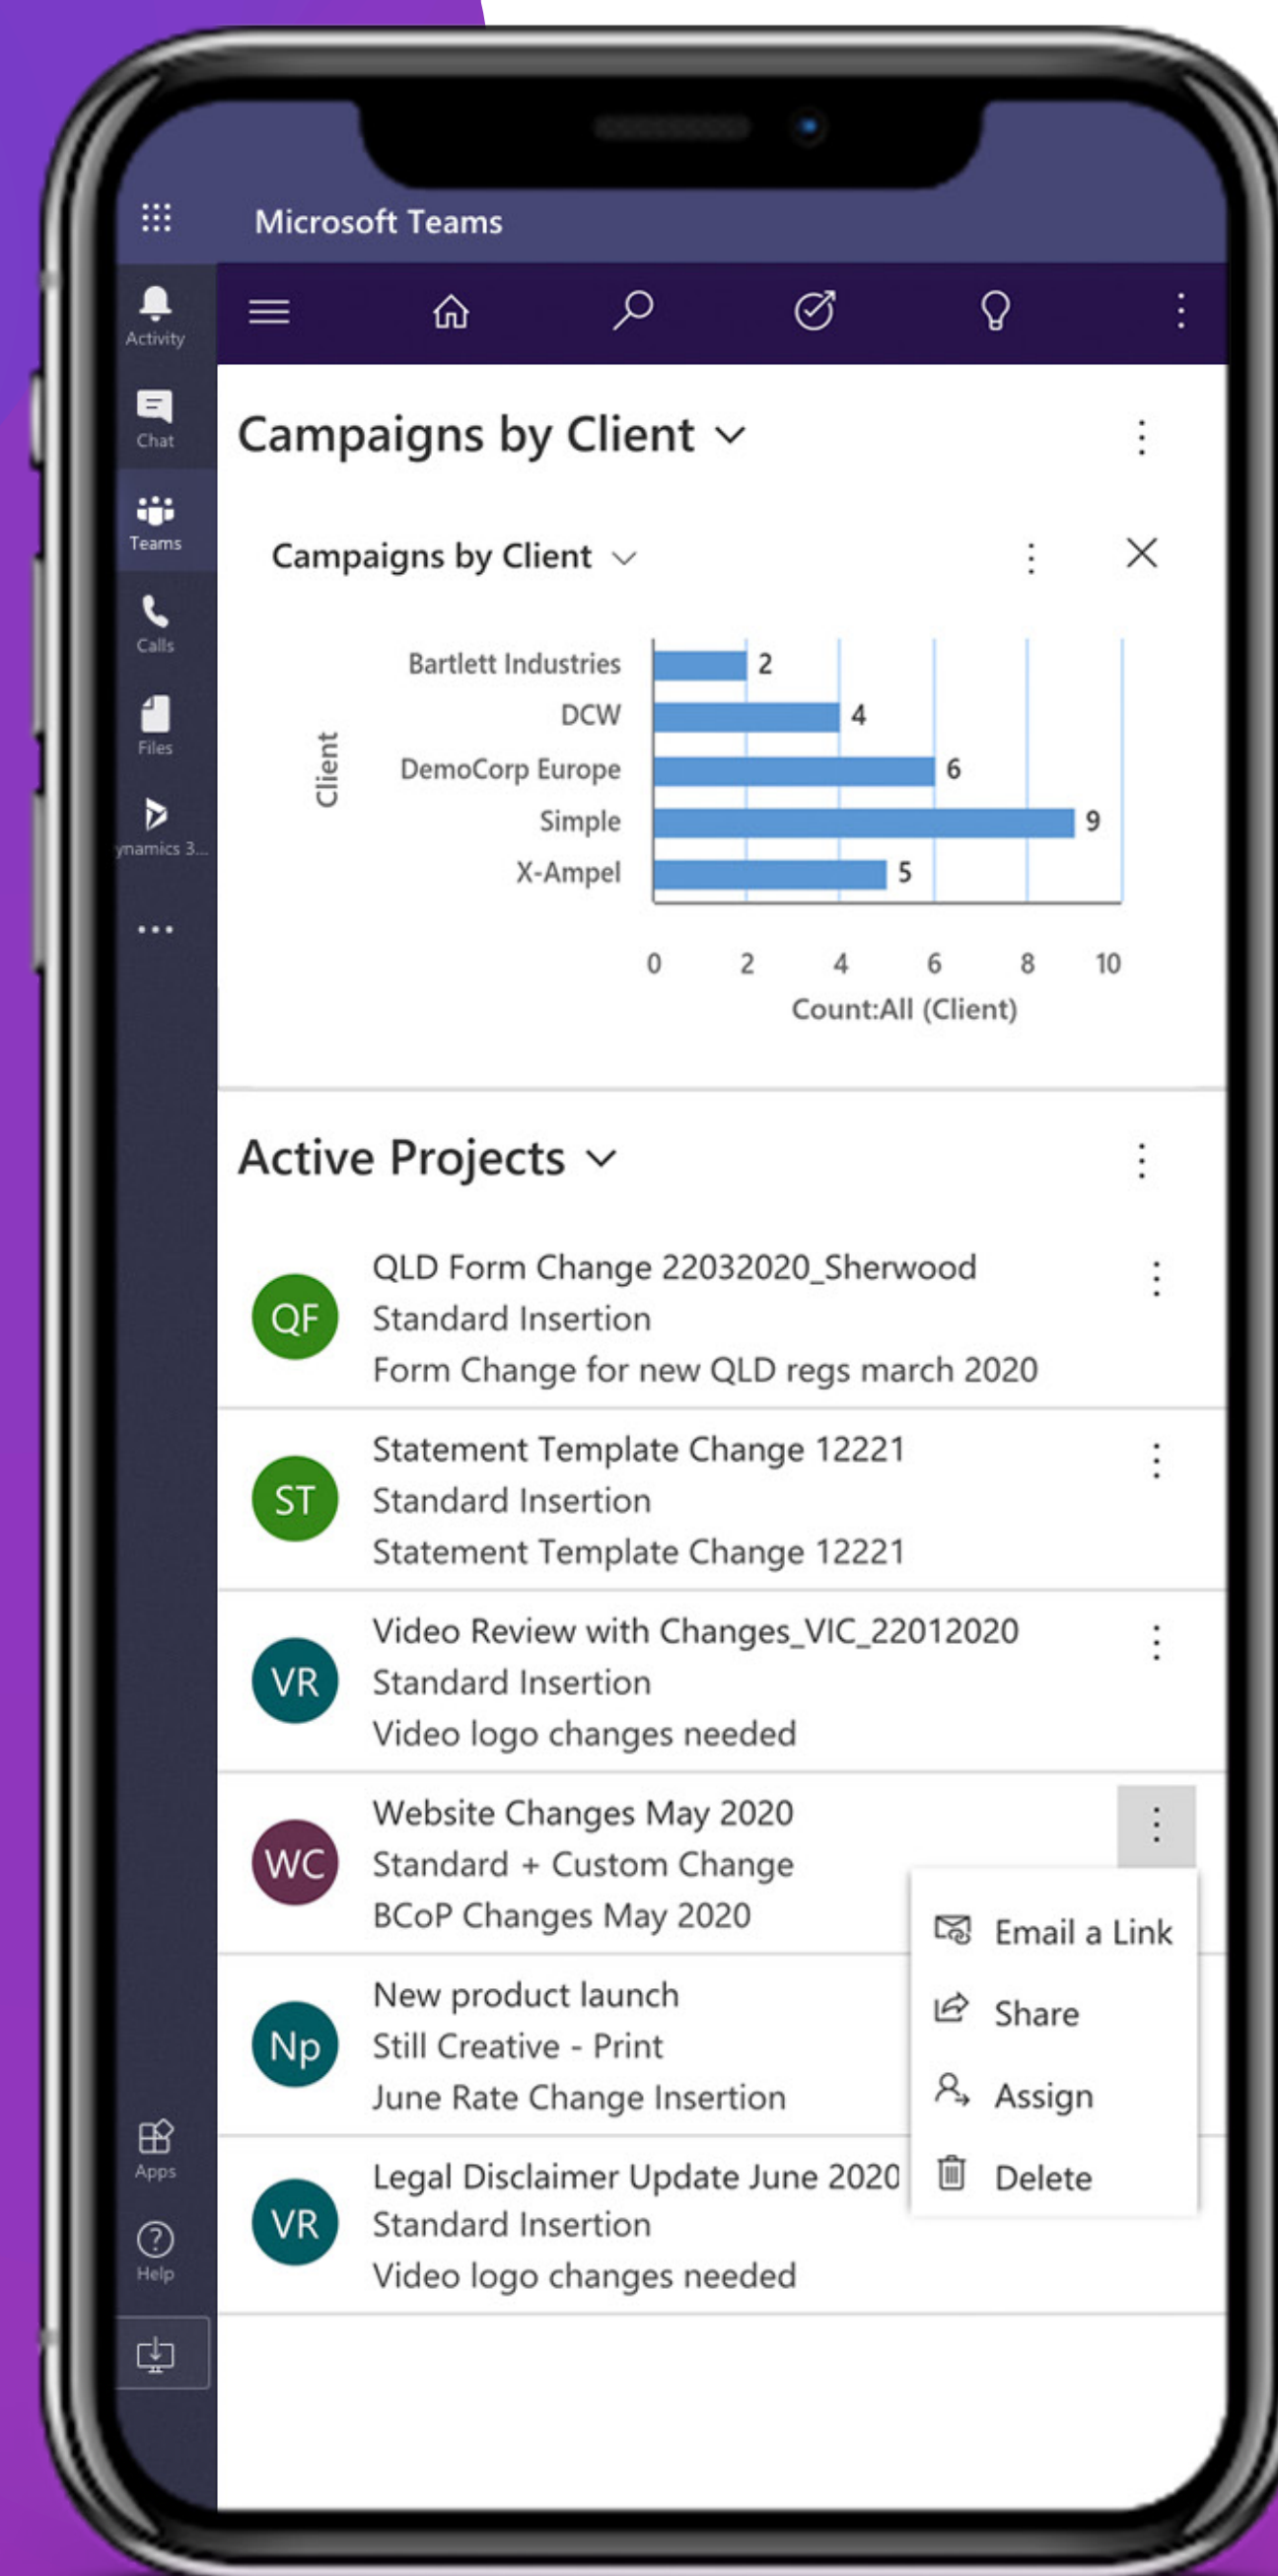 Microsoft Teams
Activity
Chat
Teams
Calls
Files
ynamics 3...
Apps
Help
Campaigns by Client
Campaigns by Client
Client
Bartlett Industries 2
DCW 4
DemoCorp Europe 6
Simple 9
X-Ampel 5
0 2 4 6 8 10
Count:All (Client)
Active Projects
QF
QLD Form Change 22032020_Sherwood
Standard Insertion
Form Change for new QLD regs march 2020
ST
Statement Template Change 12221
Standard Insertion
Statement Template Change 12221
VR
Video Review with Changes_VIC_22012020
Standard Insertion
Video logo changes needed
WC
Website Changes May 2020
Standard + Custom Change
BCoP Changes May 2020
Email a Link
Share
Assign
Delete
Np
New product launch
Still Creative - Print
June Rate Change Insertion
VR
Legal Disclaimer Update June 2020
Standard Insertion
Video logo changes needed